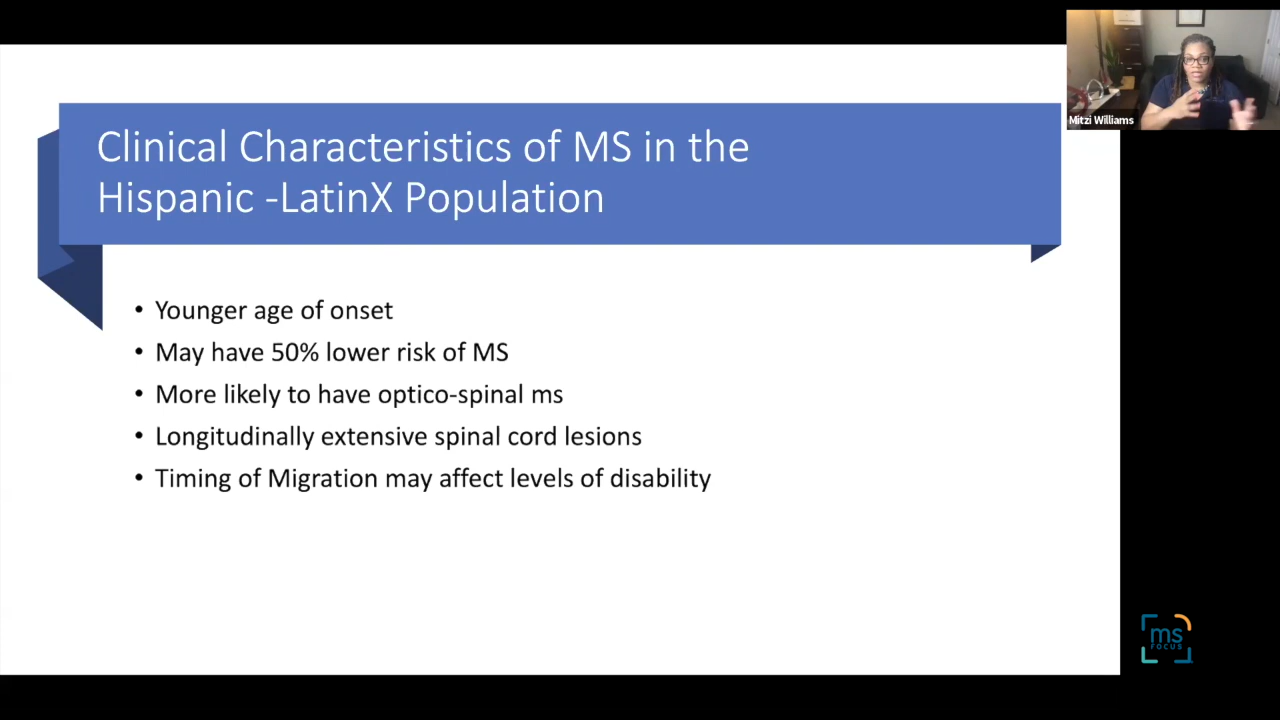 Mitzi Williams
Clinical Characteristics of MS in the
Hispanic -LatinX Population
• Younger age of onset
• May have 50% lower risk of MS
• More likely to have optico-spinal ms
• Longitudinally extensive spinal cord lesions
• Timing of Migration may affect levels of disability
ms
FOCUS